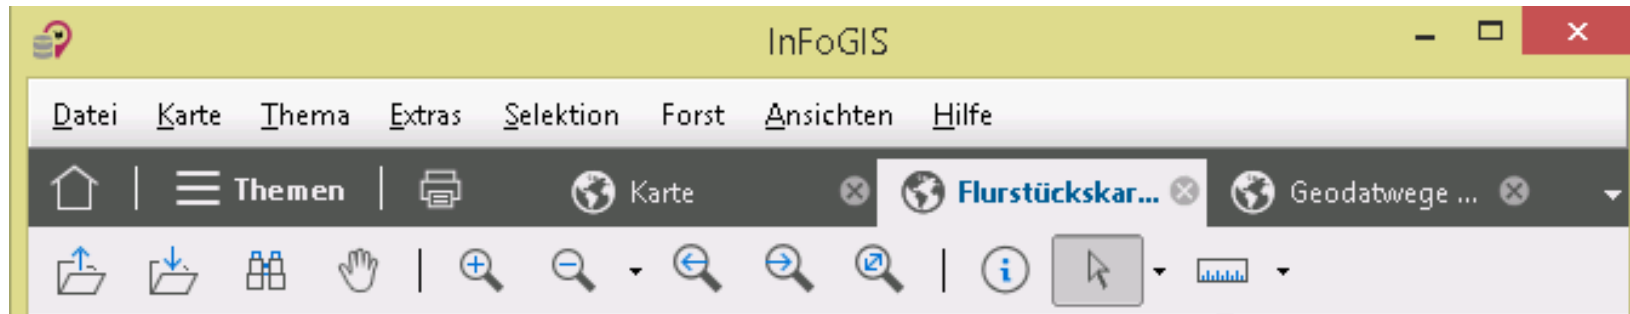 InFoGIS
Datei Karte Thema Extras Selektion Forst Ansichten Hilfe
Themen Karte Flurstückskar... Geodatwege ...